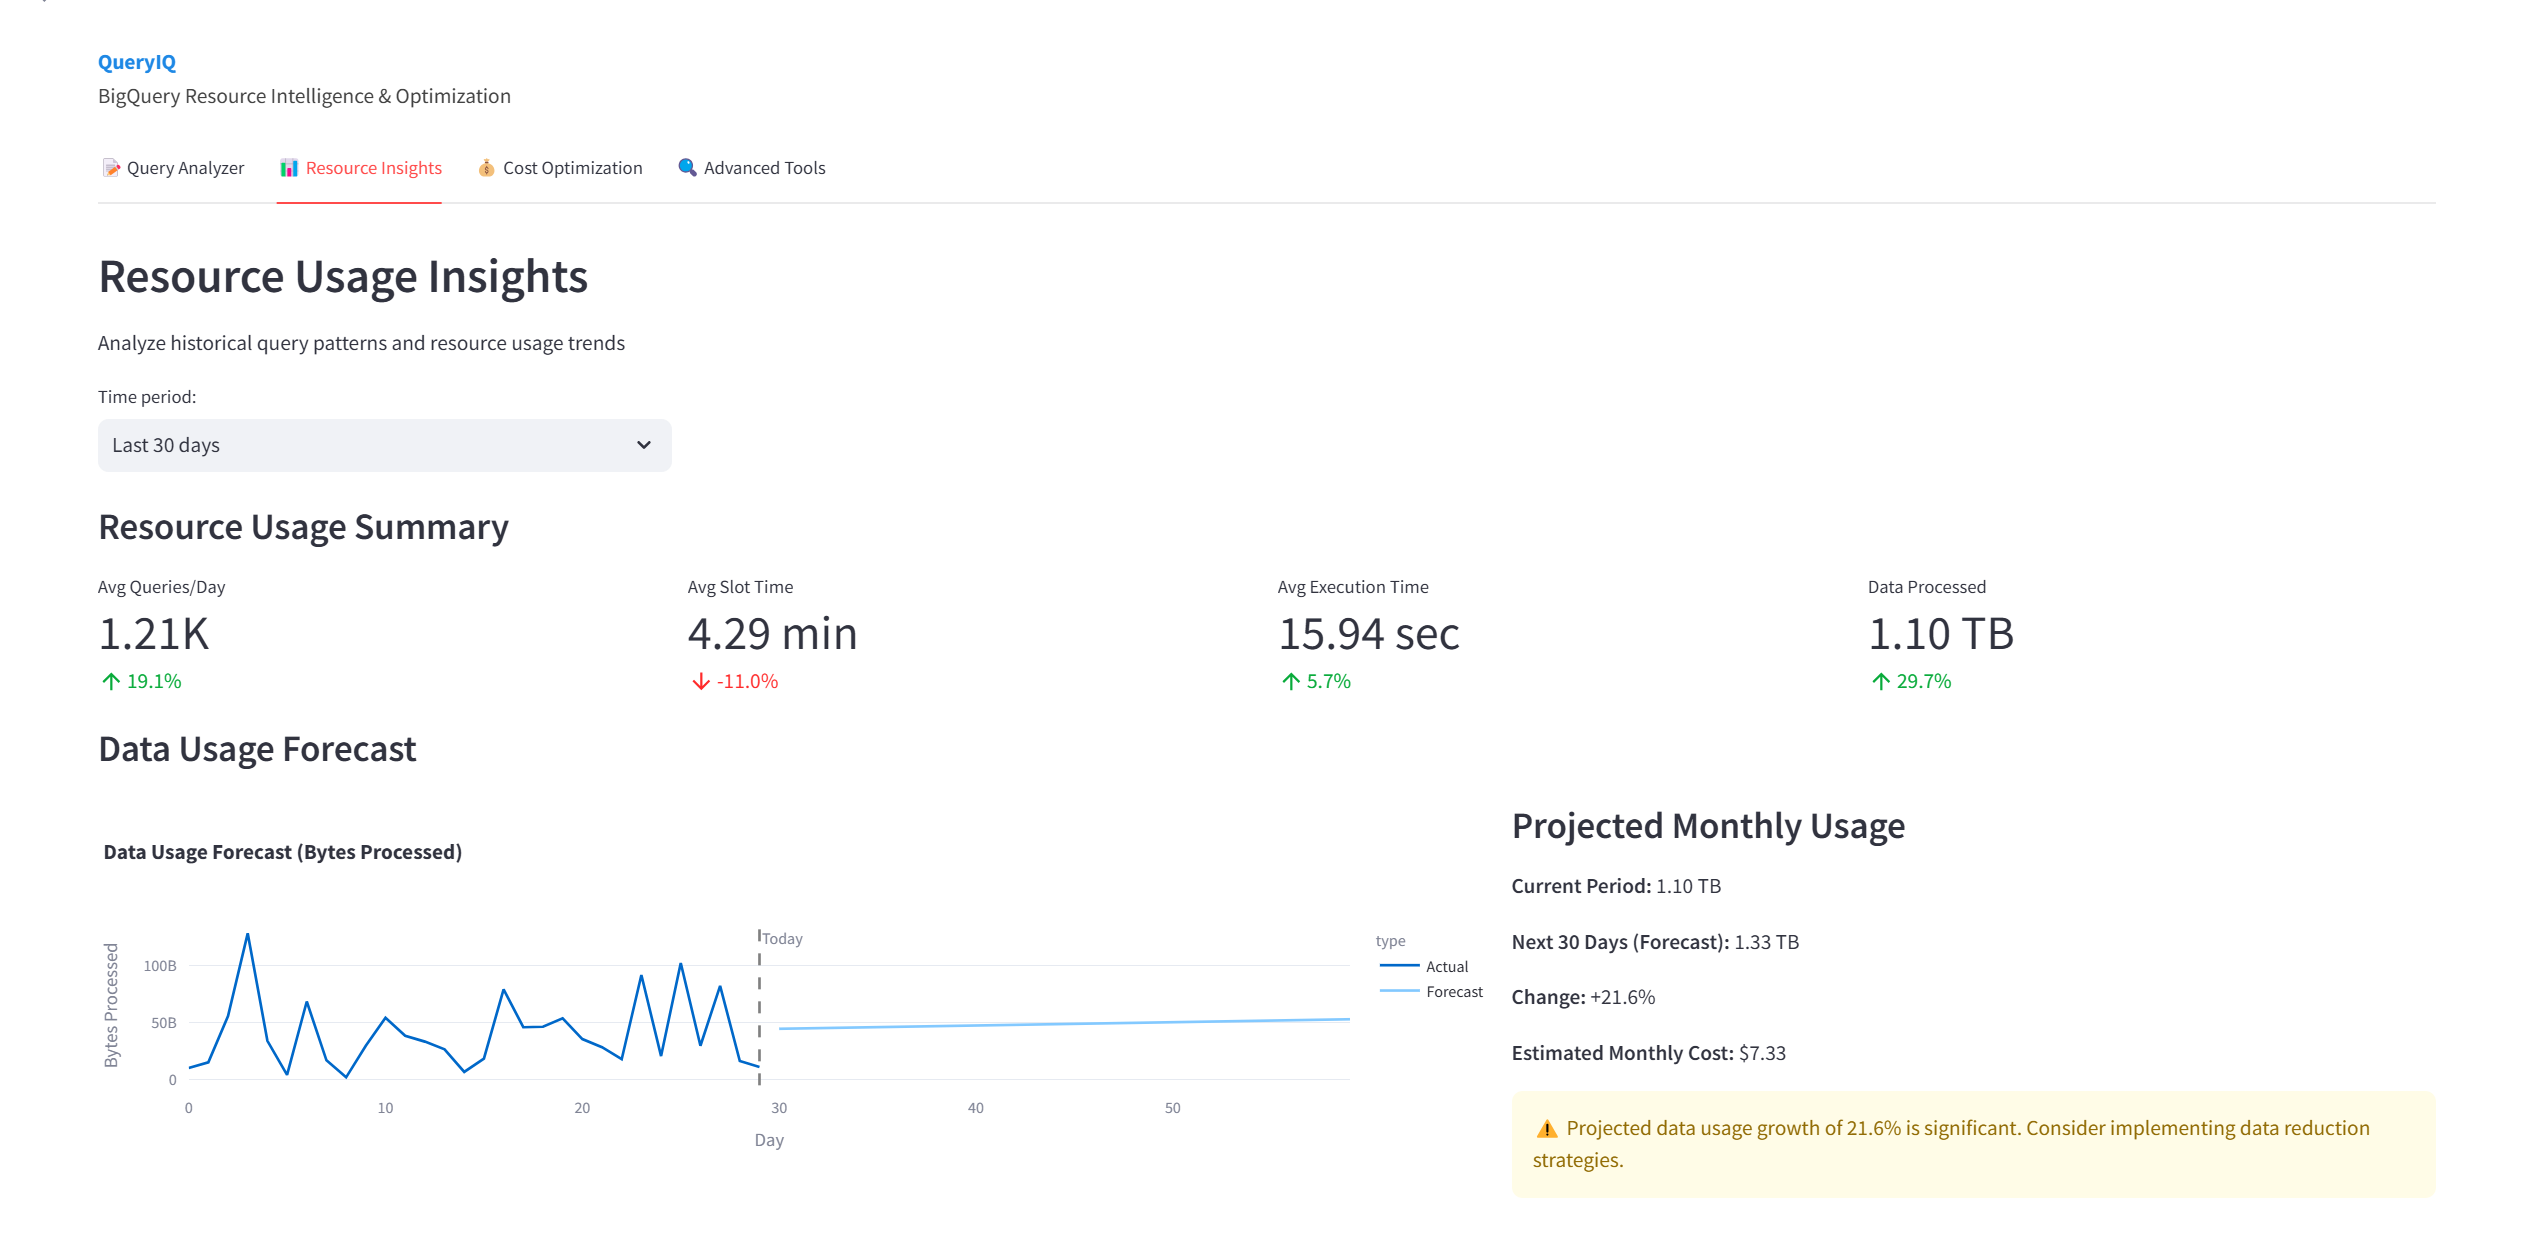 QueryIQ
BigQuery Resource Intelligence & Optimization
Query Analyzer
Resource Insights
Cost Optimization
Advanced Tools
Resource Usage Insights
Analyze historical query patterns and resource usage trends
Time period:
Last 30 days
Resource Usage Summary
Avg Queries/Day
1.21K
19.1%
Avg Slot Time
4.29 min
-11.0%
Avg Execution Time
15.94 sec
5.7%
Data Processed
1.10 TB
29.7%
Data Usage Forecast
Data Usage Forecast (Bytes Processed)
Bytes Processed
100B
50B
0
0
10
20
30
40
50
Day
Today
type
Actual
Forecast
Projected Monthly Usage
Current Period: 1.10 TB
Next 30 Days (Forecast): 1.33 TB
Change: +21.6%
Estimated Monthly Cost: $7.33
Projected data usage growth of 21.6% is significant. Consider implementing data reduction
strategies.